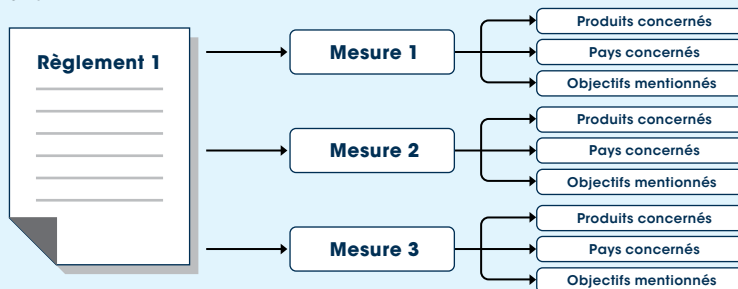 Règlement 1
Mesure 1
Produits concernés
Pays concernés
Objectifs mentionnés
Mesure 2
Produits concernés
Pays concernés
Objectifs mentionnés
Mesure 3
Produits concernés
Pays concernés
Objectifs mentionnés